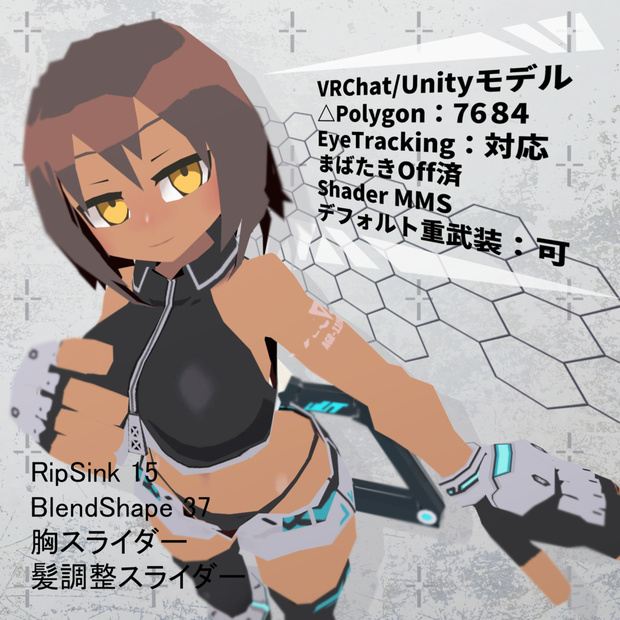 VRChat/Unityモデル
△Polygon：7684
EyeTracking：対応
まばたきOff済
Shader MMS
デフォルト重武装：可
RipSink 15
BlendShape 37
胸スライダー
髪調整スライダー